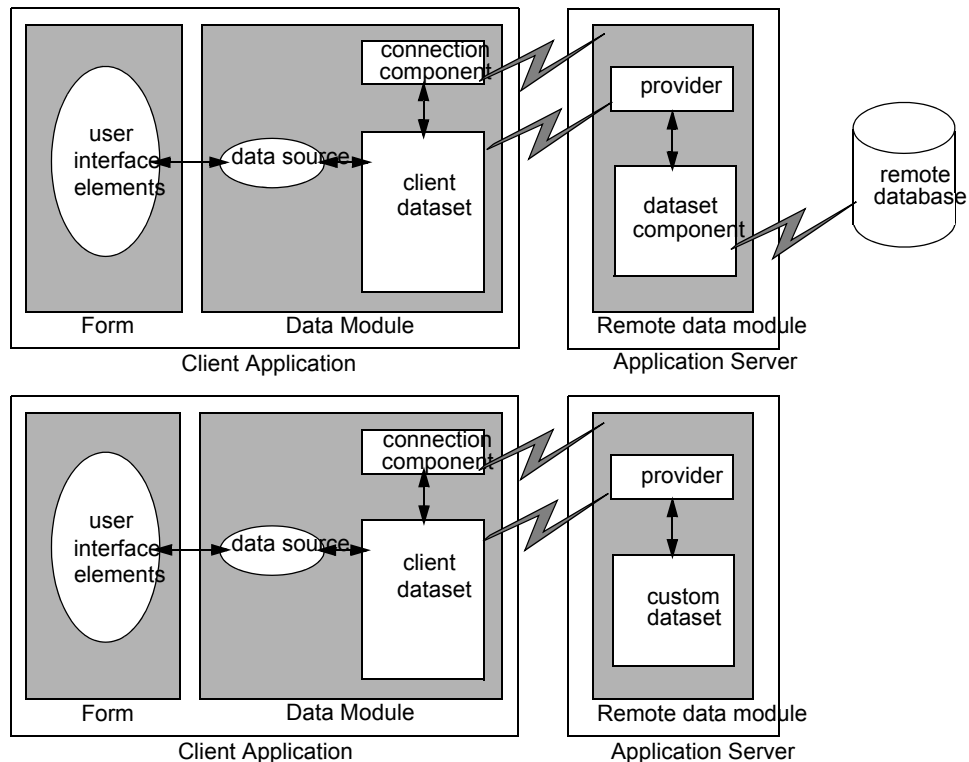 connection
component
provider
user
interface
elements
data source
client
dataset
dataset
component
remote
database
Form
Data Module
Remote data module
Client Application
Application Server
connection
component
provider
user
interface
elements
data source
client
dataset
custom
dataset
Form
Data Module
Remote data module
Client Application
Application Server